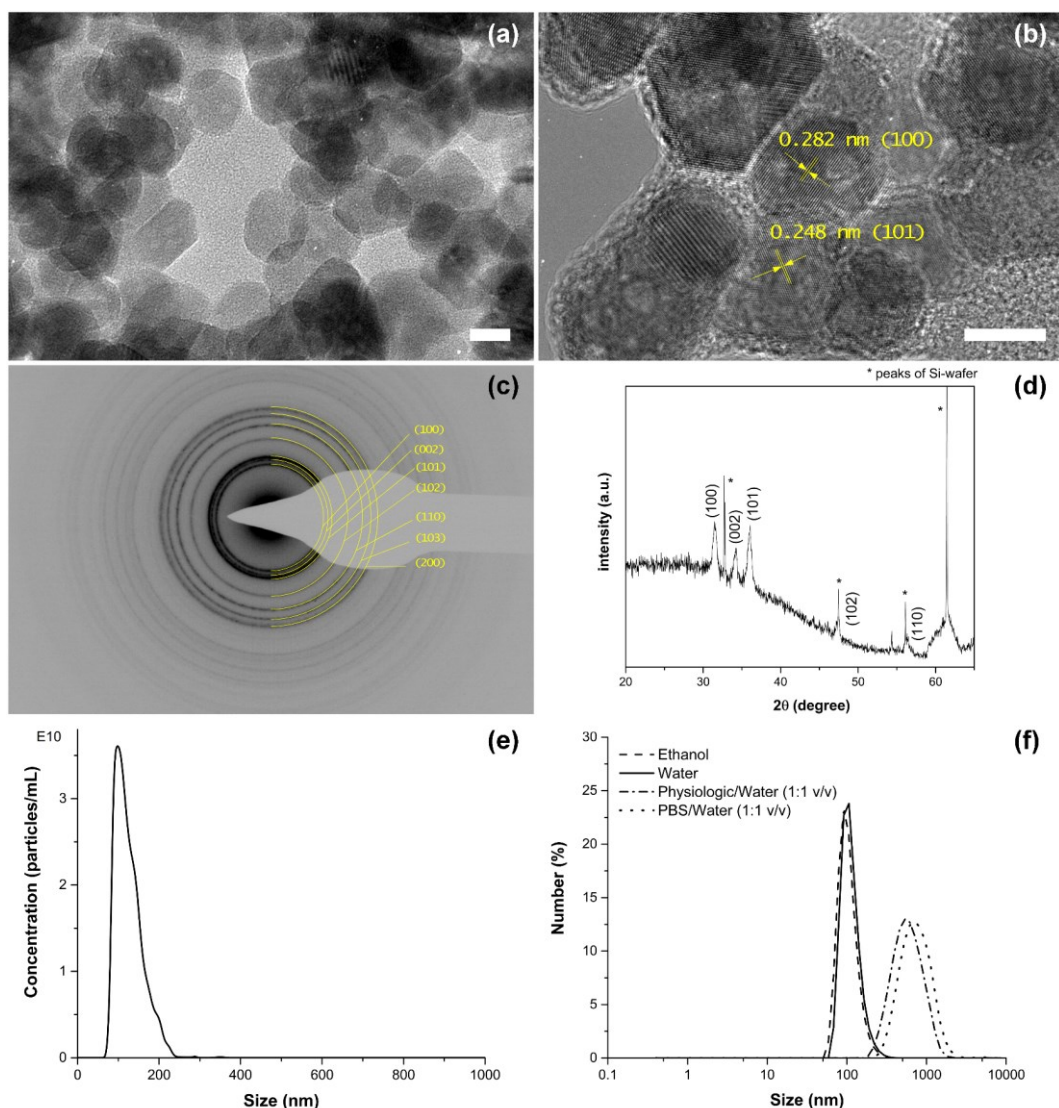 (a)
(b)
0.282 nm (100)
0.248 nm (101)
(c)
(100)
(002)
(101)
(102)
(110)
(103)
(200)
* peaks of Si-wafer
(d)
intensity (a.u.)
(100)
*
(002)
(101)
*
(102)
*
(110)
*
20 30 40 50 60
2θ (degree)
E10
(e)
Concentration (particles/mL)
3
2
1
0
0 200 400 600 800 1000
Size (nm)
(f)
Number (%)
30
25
20
15
10
5
0
Ethanol
Water
Physiologic/Water (1:1 v/v)
PBS/Water (1:1 v/v)
0.1 1 10 100 1000 10000
Size (nm)